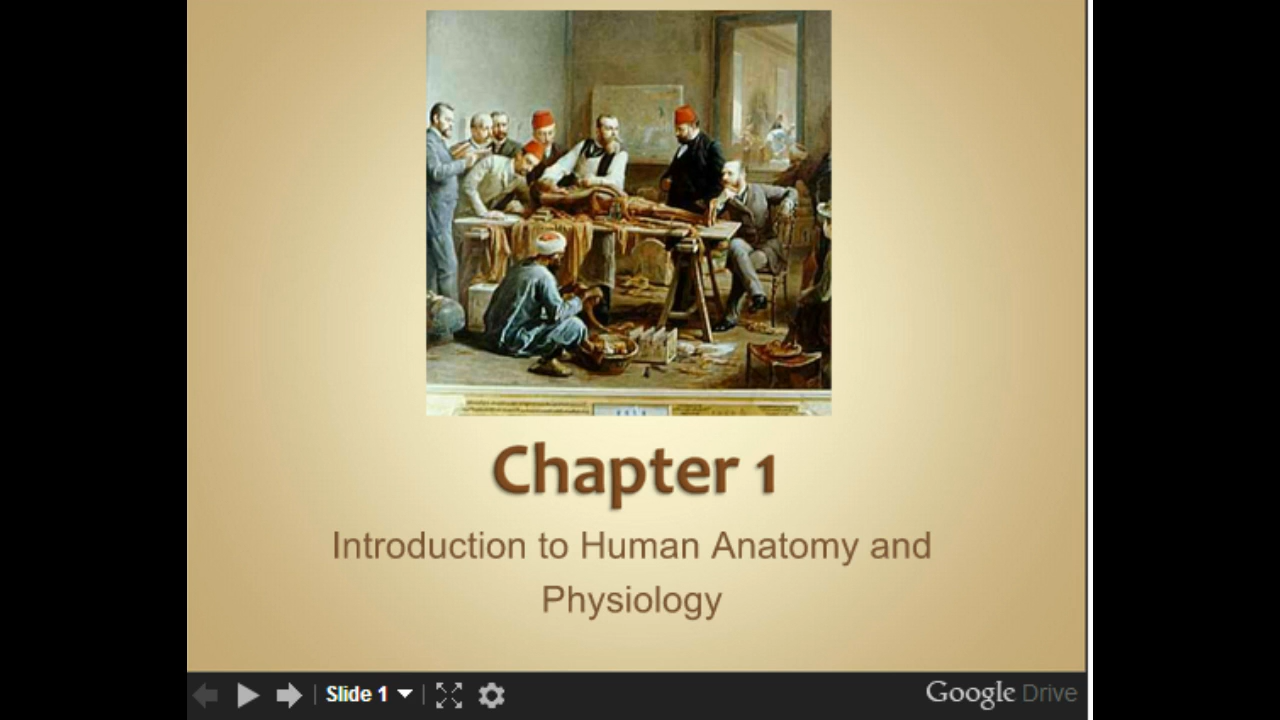 Chapter 1
Introduction to Human Anatomy and
Physiology
Slide 1
Google Drive